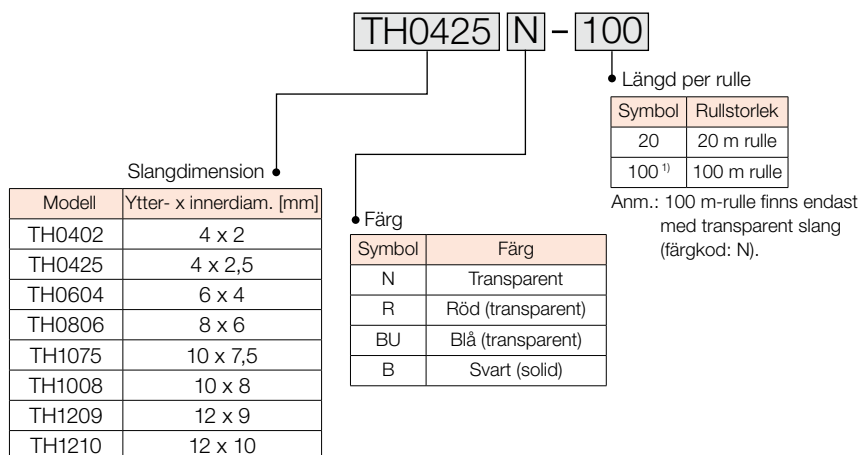 TH0425 N - 100
Längd per rulle
Symbol Rullstorlek
20 20 m rulle
100 1) 100 m rulle
Anm.: 100 m-rulle finns endast
med transparent slang
(färgkod: N).
Slangdimension
Modell Ytter- x innerdiam. [mm]
TH0402 4 x 2
TH0425 4 x 2,5
TH0604 6 x 4
TH0806 8 x 6
TH1075 10 x 7,5
TH1008 10 x 8
TH1209 12 x 9
TH1210 12 x 10
Färg
Symbol Färg
N Transparent
R Röd (transparent)
BU Blå (transparent)
B Svart (solid)